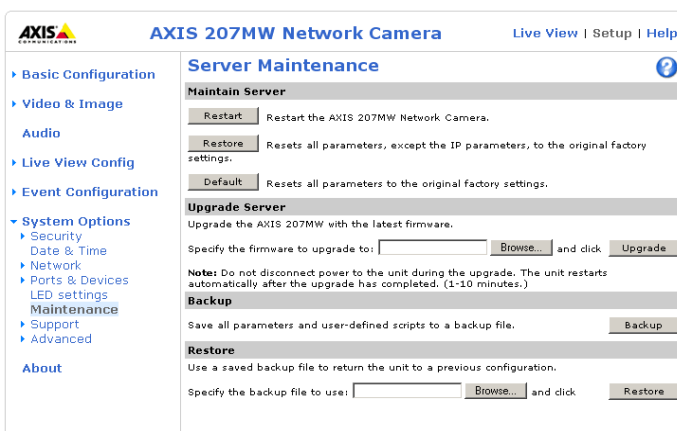 AXIS
COMMUNICATIONS
AXIS 207MW Network Camera
Live View | Setup | Help
Basic Configuration
Video & Image
Audio
Live View Config
Event Configuration
System Options
Security
Date & Time
Network
Ports & Devices
LED settings
Maintenance
Support
Advanced
About
Server Maintenance
?
Maintain Server
Restart Restart the AXIS 207MW Network Camera.
Restore Resets all parameters, except the IP parameters, to the original factory
settings.
Default Resets all parameters to the original factory settings.
Upgrade Server
Upgrade the AXIS 207MW with the latest firmware.
Specify the firmware to upgrade to: Browse... and click Upgrade
Note: Do not disconnect power to the unit during the upgrade. The unit restarts
automatically after the upgrade has completed. (1-10 minutes.)
Backup
Save all parameters and user-defined scripts to a backup file. Backup
Restore
Use a saved backup file to return the unit to a previous configuration.
Specify the backup file to use: Browse... and click Restore